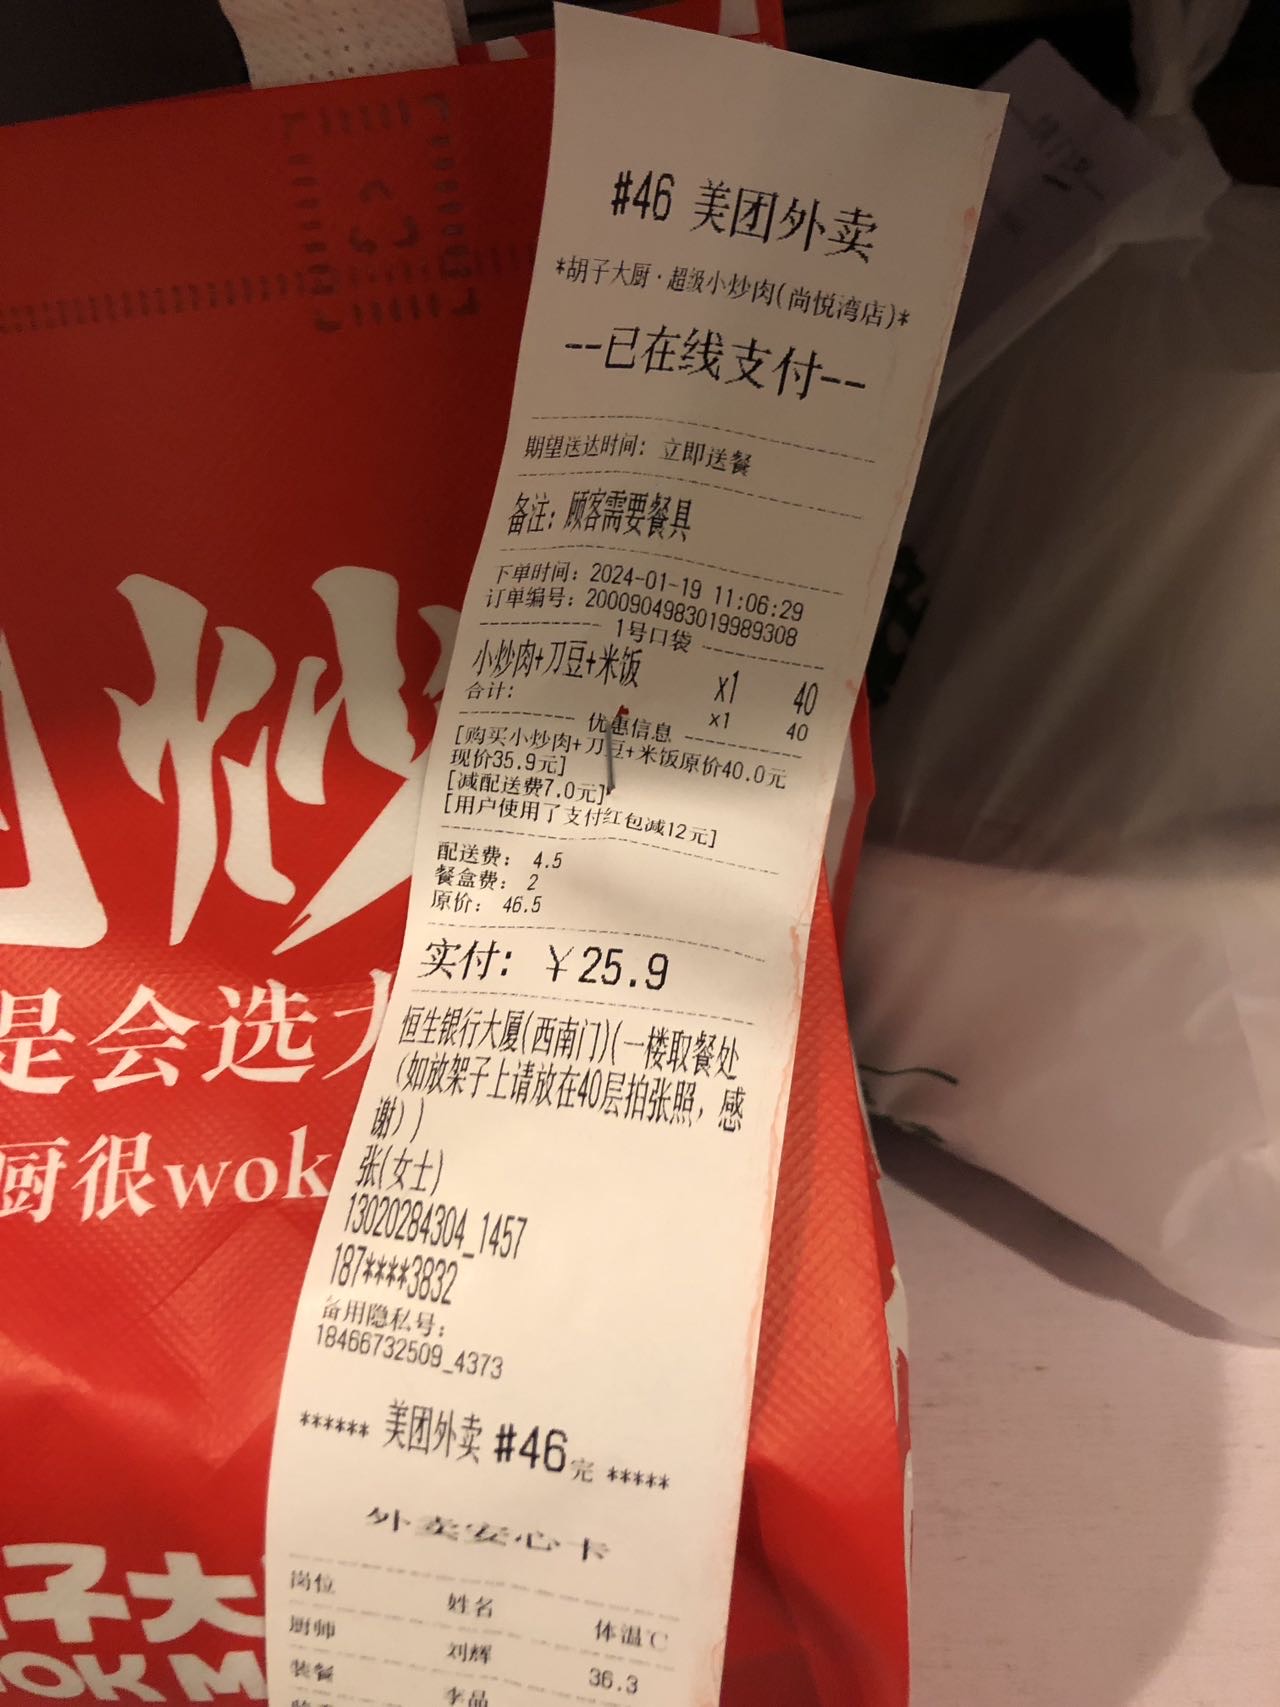 #46 美团外卖
*胡子大厨·超级小炒肉(尚悦湾店)*
--已在线支付--
期望送达时间: 立即送餐
备注: 顾客需要餐具
下单时间: 2024-01-19 11:06:29
订单编号: 2000904983019989308
1号口袋
小炒肉+刀豆+米饭 x1 40
合计: x1 40
优惠信息
[购买小炒肉+刀豆+米饭原价40.0元
现价35.9元]
[减配送费7.0元]
[用户使用了支付红包减12元]
配送费: 4.5
餐盒费: 2
原价: 46.5
实付: ￥25.9
恒生银行大厦(西南门)(一楼取餐处
(如放架子上请放在40层拍张照，感
谢))
张(女士)
13020284304_1457
187****3832
备用隐私号:
18466732509_4373
****** 美团外卖 #46完 *****
外卖安心卡
岗位 姓名 体温℃
厨师 刘辉 36.3
装餐 李品
炒
是会选大
厨很wok
子大
OK M